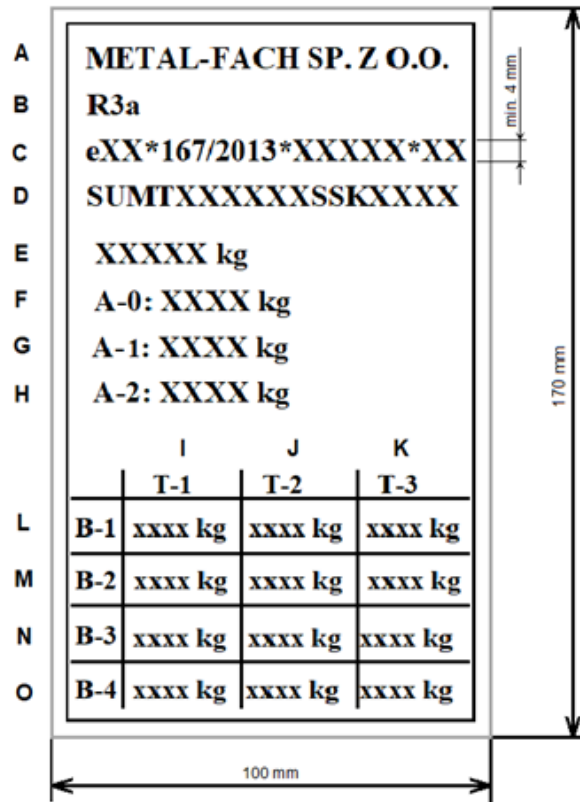 A METAL-FACH SP. Z O.O.
B R3a
min. 4 mm
C eXX*167/2013*XXXXX*XX
D SUMTXXXXXXSSKXXXX
E XXXXX kg
F A-0: XXXX kg
G A-1: XXXX kg
H A-2: XXXX kg
170 mm
I J K
T-1 T-2 T-3
L B-1 xxxx kg xxxx kg xxxx kg
M B-2 xxxx kg xxxx kg xxxx kg
N B-3 xxxx kg xxxx kg xxxx kg
O B-4 xxxx kg xxxx kg xxxx kg
100 mm